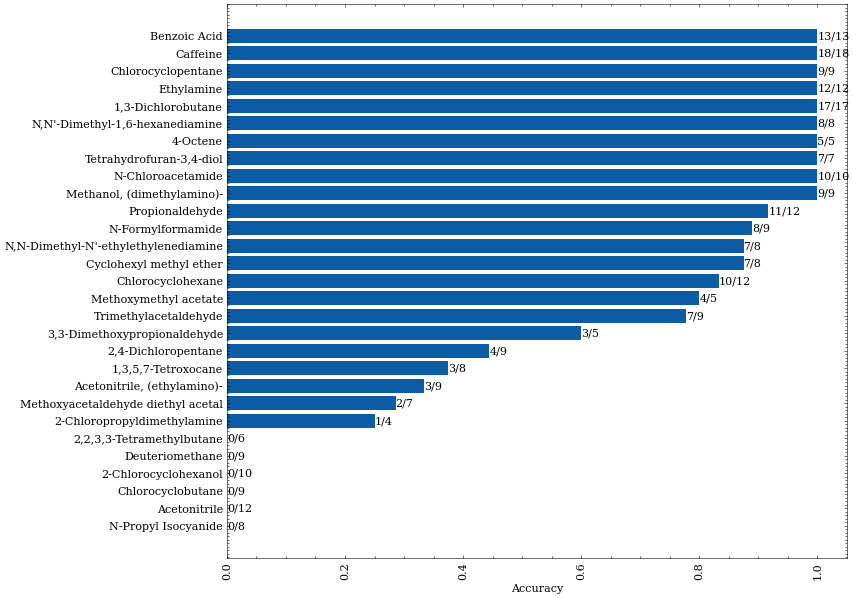 Benzoic Acid 13/13
Caffeine 18/18
Chlorocyclopentane 9/9
Ethylamine 12/12
1,3-Dichlorobutane 17/17
N,N'-Dimethyl-1,6-hexanediamine 8/8
4-Octene 5/5
Tetrahydrofuran-3,4-diol 7/7
N-Chloroacetamide 10/10
Methanol, (dimethylamino)- 9/9
Propionaldehyde 11/12
N-Formylformamide 8/9
N,N-Dimethyl-N'-ethylethylenediamine 7/8
Cyclohexyl methyl ether 7/8
Chlorocyclohexane 10/12
Methoxymethyl acetate 4/5
Trimethylacetaldehyde 7/9
3,3-Dimethoxypropionaldehyde 3/5
2,4-Dichloropentane 4/9
1,3,5,7-Tetroxocane 3/8
Acetonitrile, (ethylamino)- 3/9
Methoxyacetaldehyde diethyl acetal 2/7
2-Chloropropyldimethylamine 1/4
2,2,3,3-Tetramethylbutane 0/6
Deuteriomethane 0/9
2-Chlorocyclohexanol 0/10
Chlorocyclobutane 0/9
Acetonitrile 0/12
N-Propyl Isocyanide 0/8
0.0 0.2 0.4 0.6 0.8 1.0
Accuracy